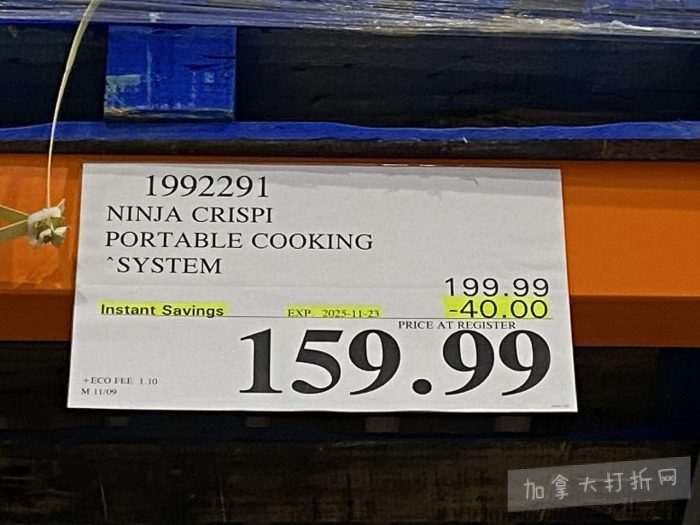 1992291
NINJA CRISPI
PORTABLE COOKING
^SYSTEM
199.99
Instant Savings EXP. 2025-11-23 -40.00
PRICE AT REGISTER
159.99
+ECO FEE 1.10
M 11/09
加拿大打折网